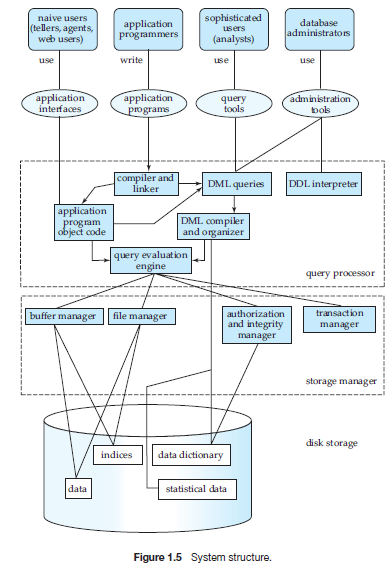 naive users
(tellers, agents,
web users)
application
programmers
sophisticated
users
(analysts)
database
administrators
use
write
use
use
application
interfaces
application
programs
query
tools
administration
tools
compiler and
linker
DML queries
DDL interpreter
application
program
object code
DML compiler
and organizer
query evaluation
engine
query processor
buffer manager
file manager
authorization
and integrity
manager
transaction
manager
storage manager
disk storage
indices
data dictionary
data
statistical data
Figure 1.5 System structure.